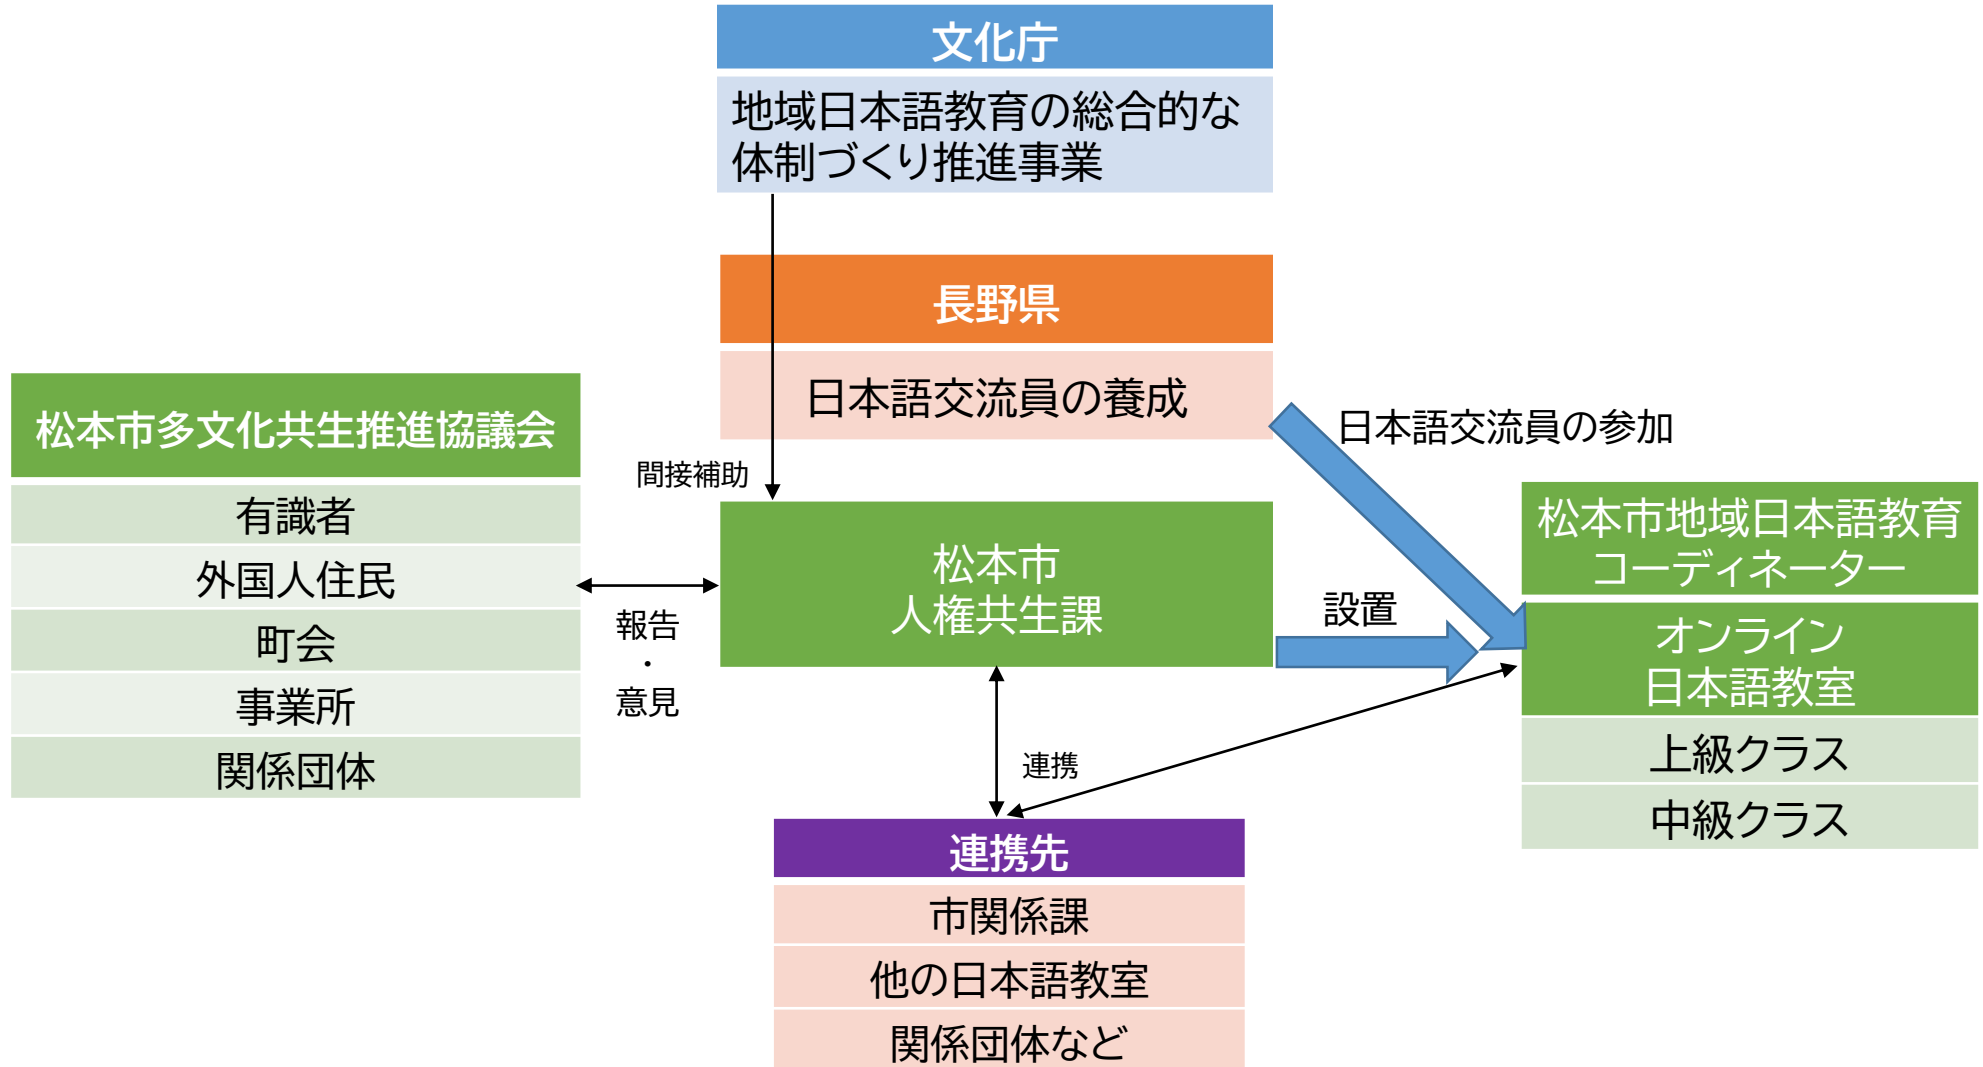 文化庁
地域日本語教育の総合的な
体制づくり推進事業
長野県
日本語交流員の養成
日本語交流員の参加
松本市多文化共生推進協議会
有識者
外国人住民
町会
事業所
関係団体
間接補助
報告
・
意見
松本市
人権共生課
設置
松本市地域日本語教育
コーディネーター
オンライン
日本語教室
上級クラス
中級クラス
連携
連携先
市関係課
他の日本語教室
関係団体など